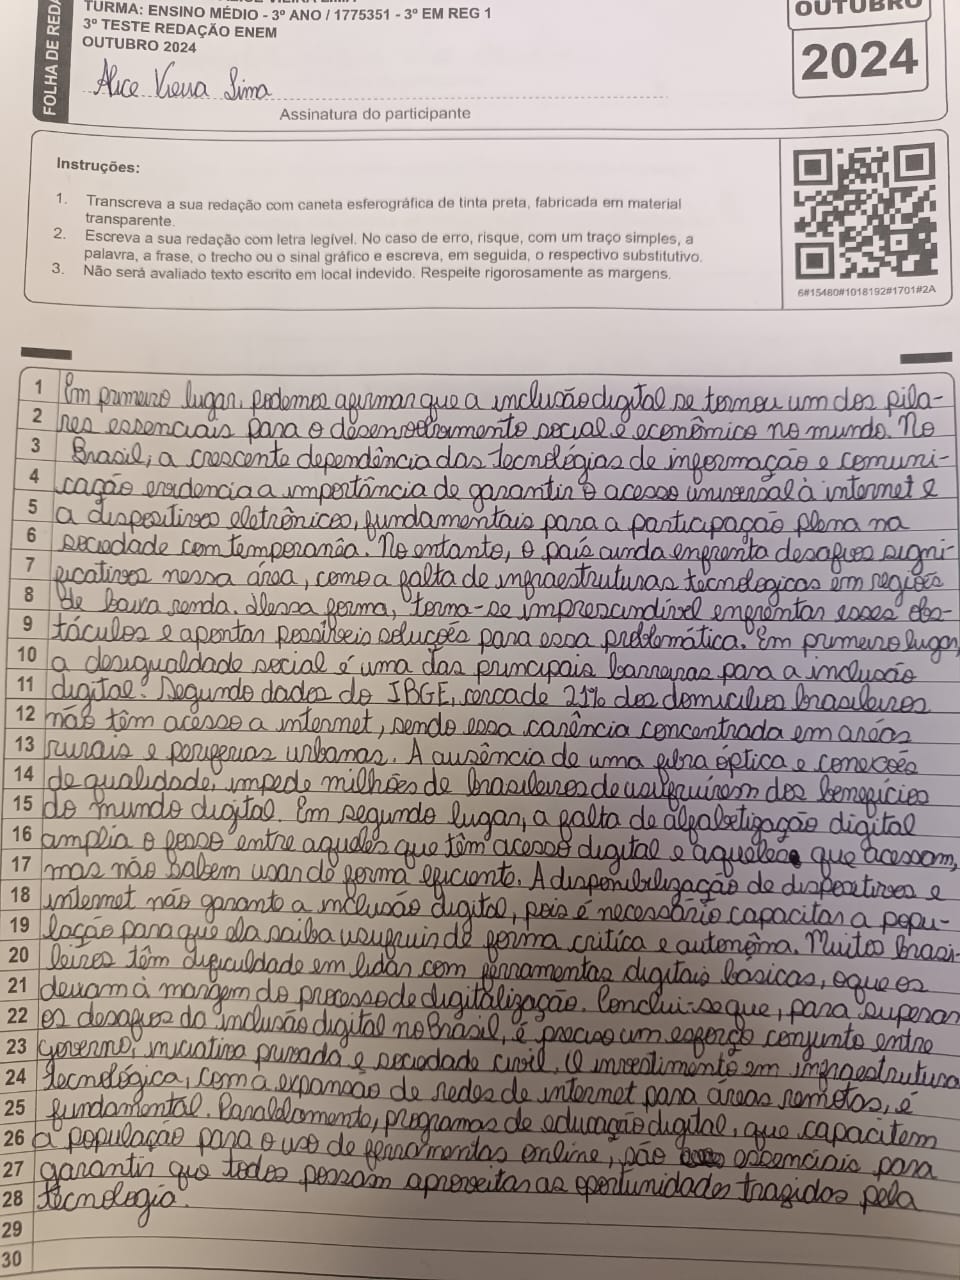 FOLHA DE REDA
TURMA: ENSINO MÉDIO - 3º ANO / 1775351 - 3º EM REG 1
3º TESTE REDAÇÃO ENEM
OUTUBRO 2024
OUTUBRO
2024
Alice Vieira Lima
Assinatura do participante
Instruções:
1. Transcreva a sua redação com caneta esferográfica de tinta preta, fabricada em material
transparente.
2. Escreva a sua redação com letra legível. No caso de erro, risque, com um traço simples, a
palavra, a frase, o trecho ou o sinal gráfico e escreva, em seguida, o respectivo substitutivo.
3. Não será avaliado texto escrito em local indevido. Respeite rigorosamente as margens.
6#15480#1018192#1701#2A
1 Em primeiro lugar, podemos afirmar que a inclusão digital se tornou um dos pila-
2 res essenciais para o desenvolvimento social e econômico no mundo. No
3 Brasil, a crescente dependência das tecnológias de informação e comuni-
4 cação evidencia a importância de garantir o acesso universal à internet e
5 a dispositivos eletrônicos, fundamentais para a participação plena na
6 sociedade contemporanêa. No entanto, o país ainda enfrenta desafios signi-
7 ficativos nessa área, como a falta de infraestruturas tecnologicas em regiões
8 de baixa renda. Dessa forma, torna-se imprescindível enfrentar esses obs-
9 táculos e apontar possíveis soluções para essa problemática. Em primeiro lugar,
10 a desigualdade social é uma das principais barreiras para a inclusão
11 digital. Segundo dados do IBGE, cerca de 21% dos domicílios brasileiros
12 não têm acesso a internet, sendo essa carência concentrada em aréas
13 rurais e periferias urbanas. A ausência de uma fibra óptica e conexões
14 de qualidade, impede milhões de brasileiros de usufruírem dos benefícios
15 do mundo digital. Em segundo lugar, a falta de alfabetização digital
16 amplia o fosso entre aqueles que têm acesso digital e aqueles que acessam,
17 mas não sabem usar de forma eficiente. A disponibilização de dispositivos e
18 internet não garante a inclusão digital, pois é necessário capacitar a popu-
19 lação para que ela saiba usufruir de forma crítica e autonôma. Muitos brasi-
20 leiros têm dificuldade em lidar com ferramentas digitais básicas, o que os
21 deixam à margem do processo de digitalização. Conclui-se que, para superar
22 os desafios da inclusão digital no Brasil, é preciso um esforço conjunto entre
23 governo, iniciativa privada e sociedade civil. O investimento em infraestrutura
24 tecnológica, com a expansão de redes de internet para áreas remotas, é
25 fundamental. Paralelamente, programas de educação digital, que capacitem
26 a população para o uso de ferramentas online, são essenciais para
27 garantir que todos possam aproveitar as oportunidades tragidos pela
28 tecnologia.
29
30